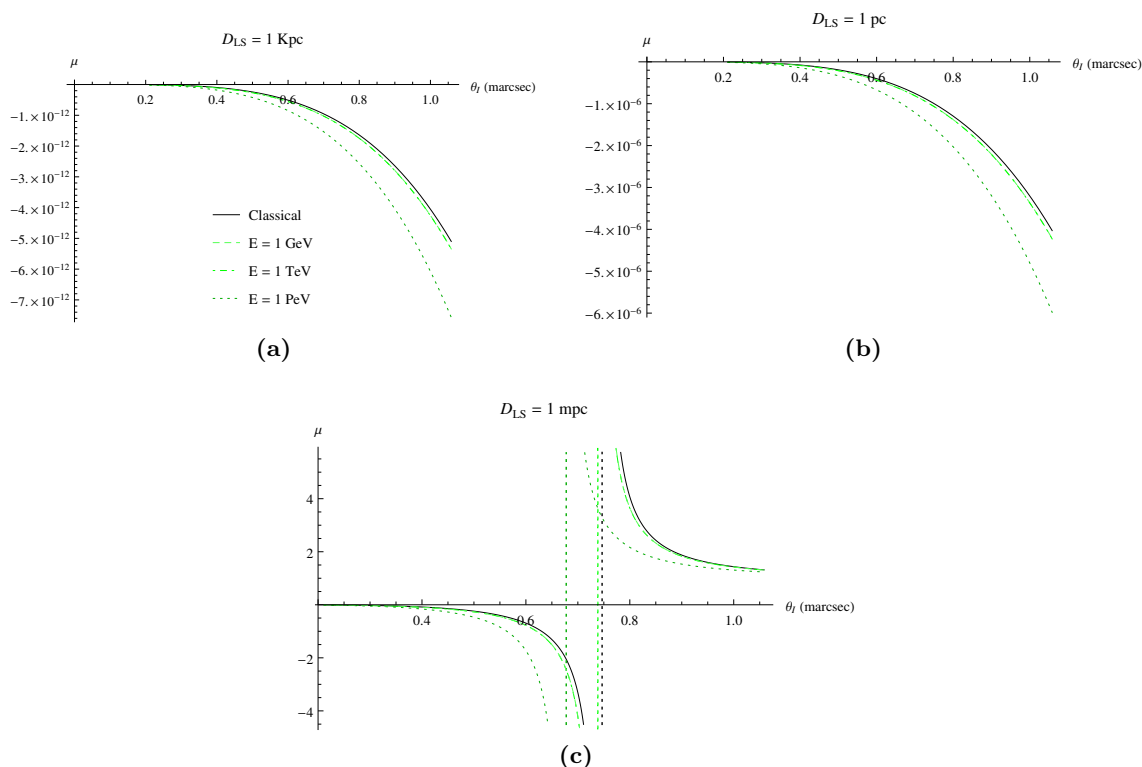 D_LS = 1 Kpc
μ
θ_I (marcsec)
0.2 0.4 0.6 0.8 1.0
-1.×10^-12
-2.×10^-12
-3.×10^-12
-4.×10^-12
-5.×10^-12
-6.×10^-12
-7.×10^-12
Classical
E = 1 GeV
E = 1 TeV
E = 1 PeV
(a)
D_LS = 1 pc
μ
θ_I (marcsec)
0.2 0.4 0.6 0.8 1.0
-1.×10^-6
-2.×10^-6
-3.×10^-6
-4.×10^-6
-5.×10^-6
-6.×10^-6
(b)
D_LS = 1 mpc
μ
4
2
θ_I (marcsec)
0.4 0.6 0.8 1.0
-2
-4
(c)